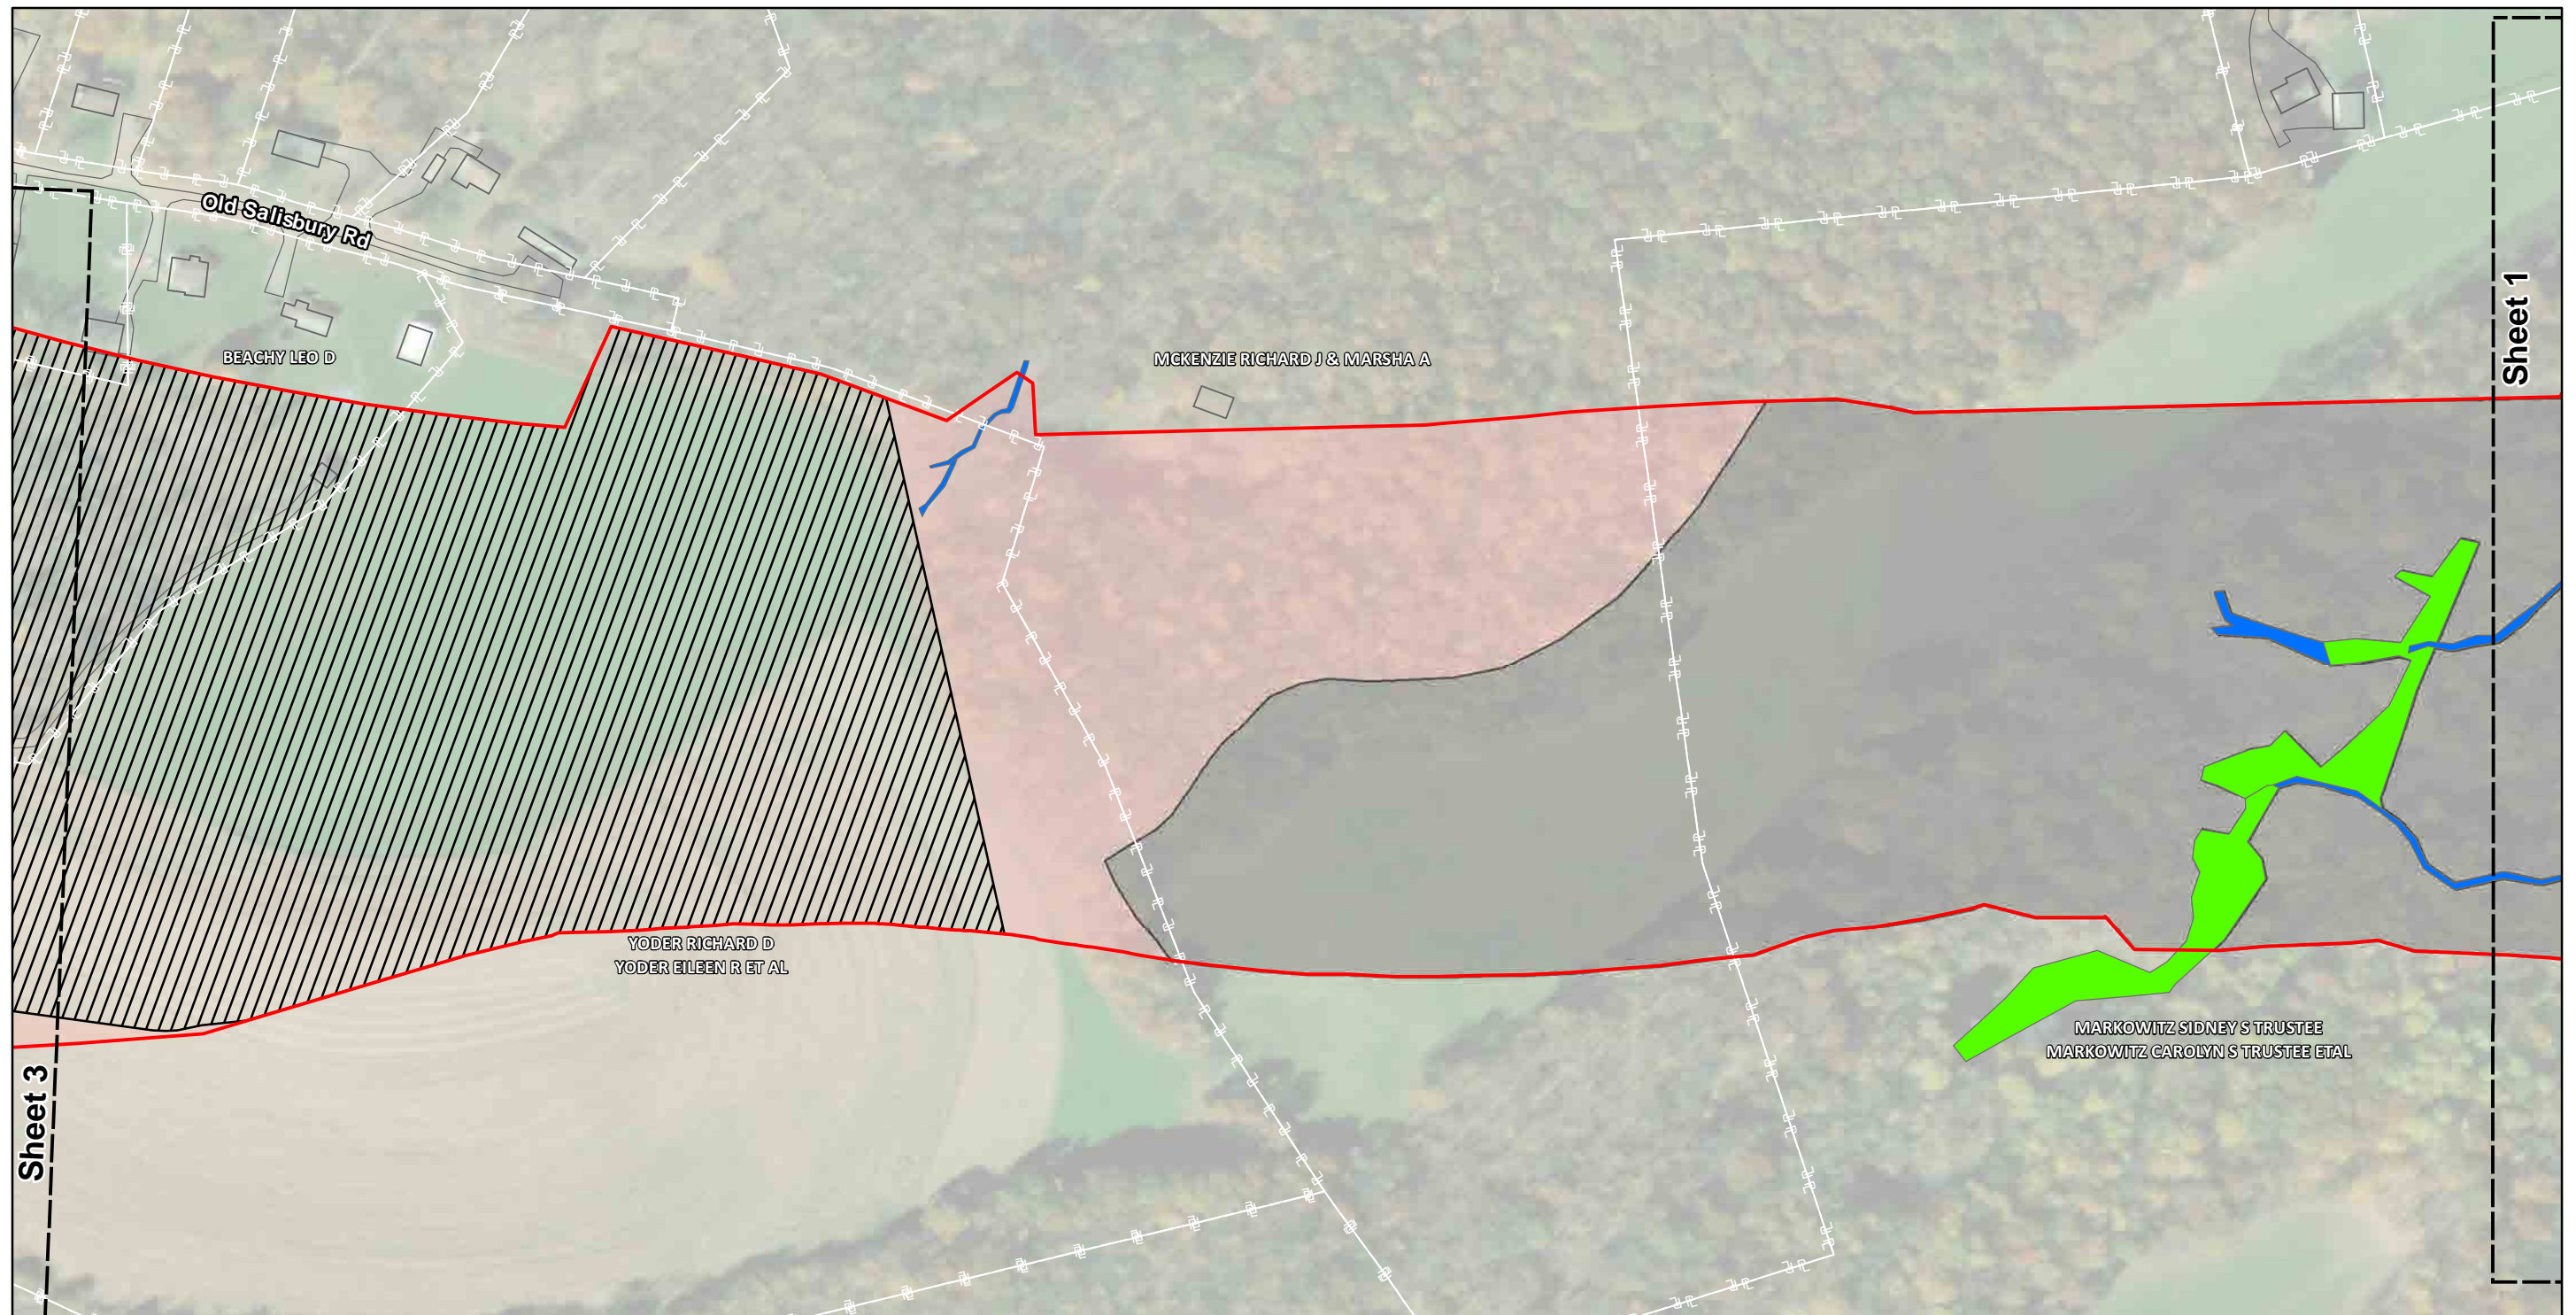 Old Salisbury Rd
Sheet 1
BEACHY LEO D
MCKENZIE RICHARD J & MARSHA A
YODER RICHARD D
YODER EILEEN R ET AL
MARKOWITZ SIDNEY S TRUSTEE
MARKOWITZ CAROLYN S TRUSTEE ETAL
Sheet 3